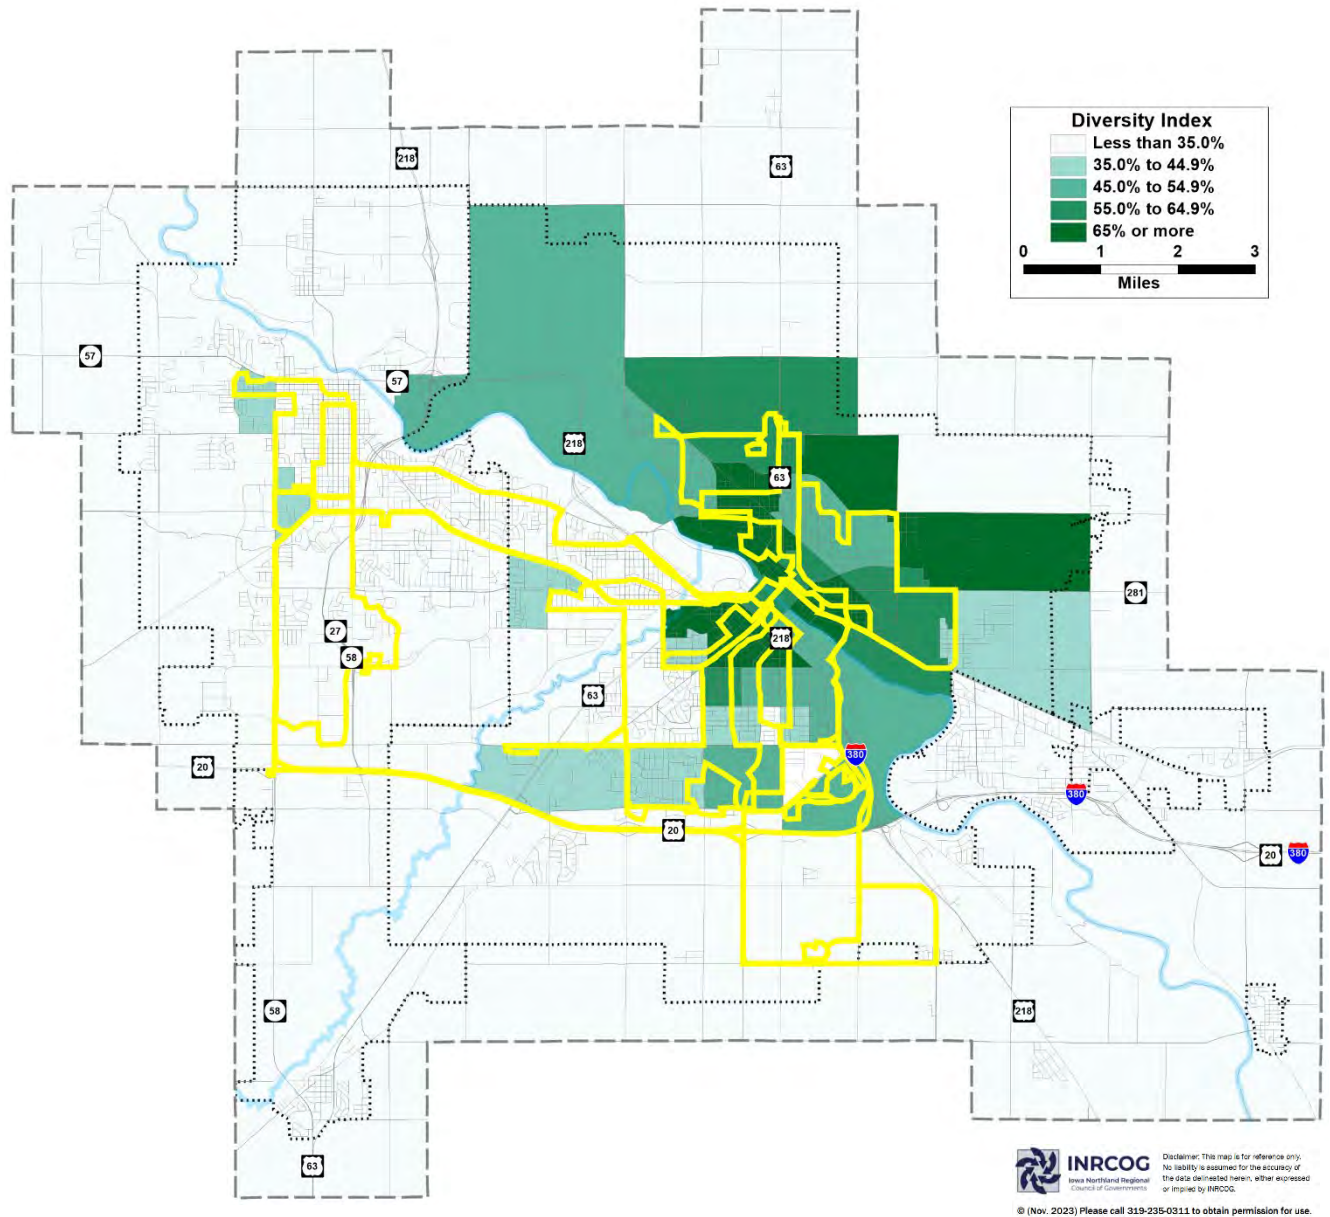 63
218
Diversity Index
Less than 35.0%
35.0% to 44.9%
45.0% to 54.9%
55.0% to 64.9%
65% or more
0 1 2 3
Miles
57
57
218
63
281
27
58
218
63
20
380
380
20
20
380
58
218
63
INRCOG
Iowa Northland Regional
Council of Governments
Disclaimer: This map is for reference only.
No liability is assumed for the accuracy of
the data delineated herein, either expressed
or implied by INRCOG.
© (Nov. 2023) Please call 319-235-0311 to obtain permission for use.